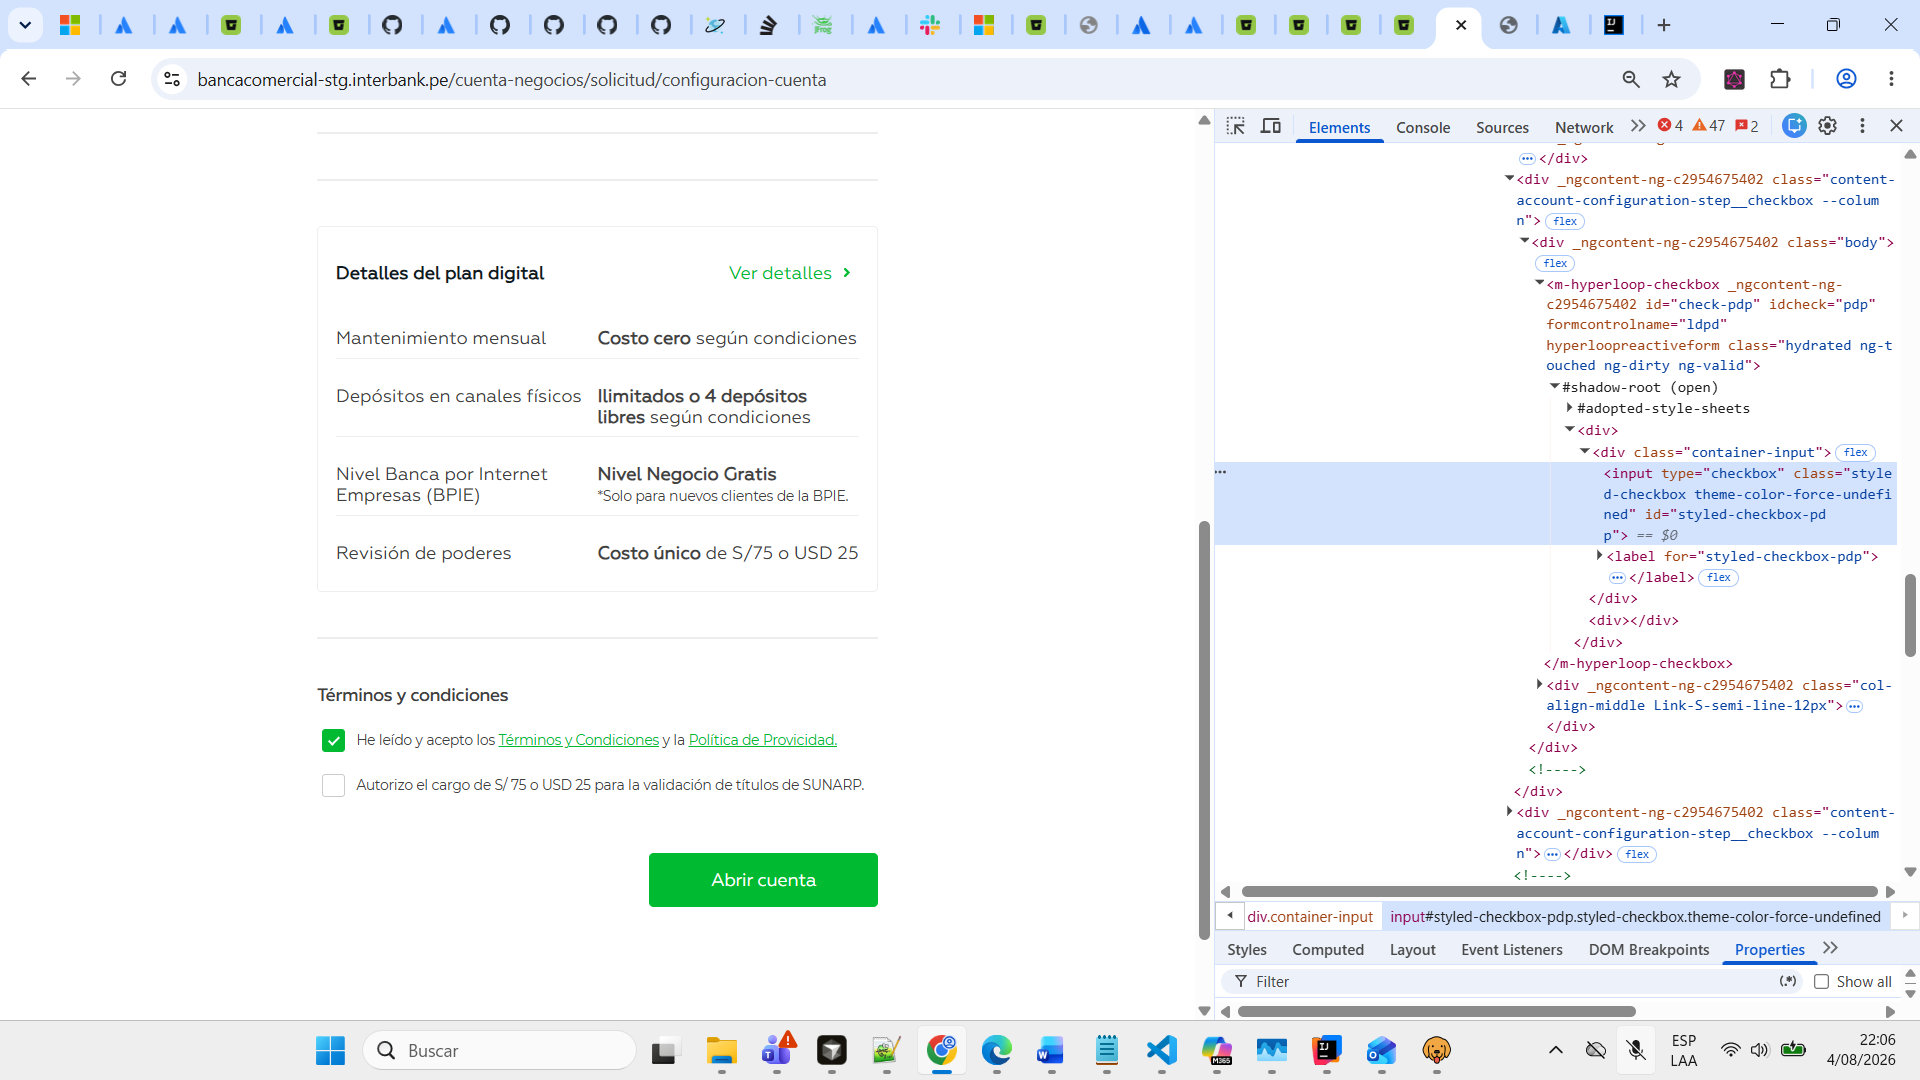 bancacomercial-stg.interbank.pe/cuenta-negocios/solicitud/configuracion-cuenta
Detalles del plan digital
Ver detalles
Mantenimiento mensual
Costo cero según condiciones
Depósitos en canales físicos
Ilimitados o 4 depósitos
libres según condiciones
Nivel Banca por Internet
Empresas (BPIE)
Nivel Negocio Gratis
*Solo para nuevos clientes de la BPIE.
Revisión de poderes
Costo único de S/75 o USD 25
Términos y condiciones
He leído y acepto los Términos y Condiciones y la Política de Provicidad.
Autorizo el cargo de S/ 75 o USD 25 para la validación de títulos de SUNARP.
Abrir cuenta
Elements
Console
Sources
Network
4
47
2
</div>
<div _ngcontent-ng-c2954675402 class="content-
account-configuration-step__checkbox --colum
n"> flex
<div _ngcontent-ng-c2954675402 class="body">
flex
<m-hyperloop-checkbox _ngcontent-ng-
c2954675402 id="check-pdp" idcheck="pdp"
formcontrolname="ldpd"
hyperloopreactiveform class="hydrated ng-t
ouched ng-dirty ng-valid">
#shadow-root (open)
#adopted-style-sheets
<div>
<div class="container-input"> flex
<input type="checkbox" class="style
d-checkbox theme-color-force-undefi
ned" id="styled-checkbox-pd
p"> == $0
<label for="styled-checkbox-pdp">
</label> flex
</div>
<div></div>
</div>
</m-hyperloop-checkbox>
<div _ngcontent-ng-c2954675402 class="col-
align-middle Link-S-semi-line-12px">
</div>
</div>
<!---->
</div>
<div _ngcontent-ng-c2954675402 class="content-
account-configuration-step__checkbox --colum
n"> </div> flex
<!---->
div.container-input
input#styled-checkbox-pdp.styled-checkbox.theme-color-force-undefined
Styles
Computed
Layout
Event Listeners
DOM Breakpoints
Properties
Filter
(.*)
Show all
Buscar
ESP
LAA
22:06
4/08/2026